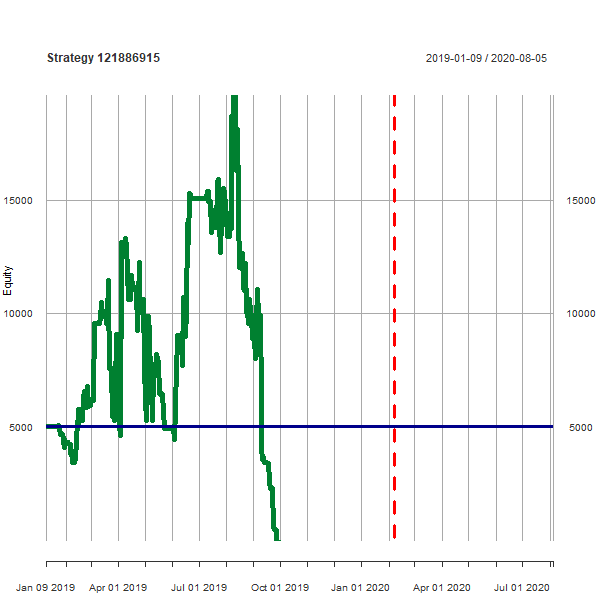 Strategy 121886915
2019-01-09 / 2020-08-05
15000
15000
Equity
10000
10000
5000
5000
Jan 09 2019
Apr 01 2019
Jul 01 2019
Oct 01 2019
Jan 01 2020
Apr 01 2020
Jul 01 2020